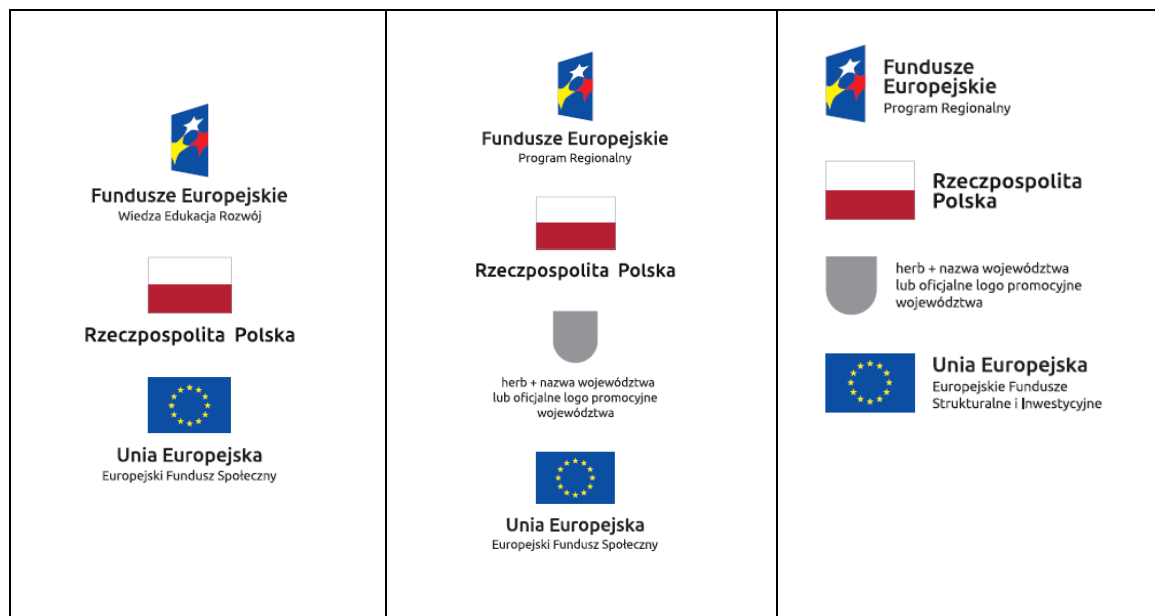 Fundusze Europejskie
Wiedza Edukacja Rozwój
Rzeczpospolita Polska
Unia Europejska
Europejski Fundusz Społeczny
Fundusze Europejskie
Program Regionalny
Rzeczpospolita Polska
herb + nazwa województwa
lub oficjalne logo promocyjne
województwa
Unia Europejska
Europejski Fundusz Społeczny
Fundusze
Europejskie
Program Regionalny
Rzeczpospolita
Polska
herb + nazwa województwa
lub oficjalne logo promocyjne
województwa
Unia Europejska
Europejskie Fundusze
Strukturalne i Inwestycyjne